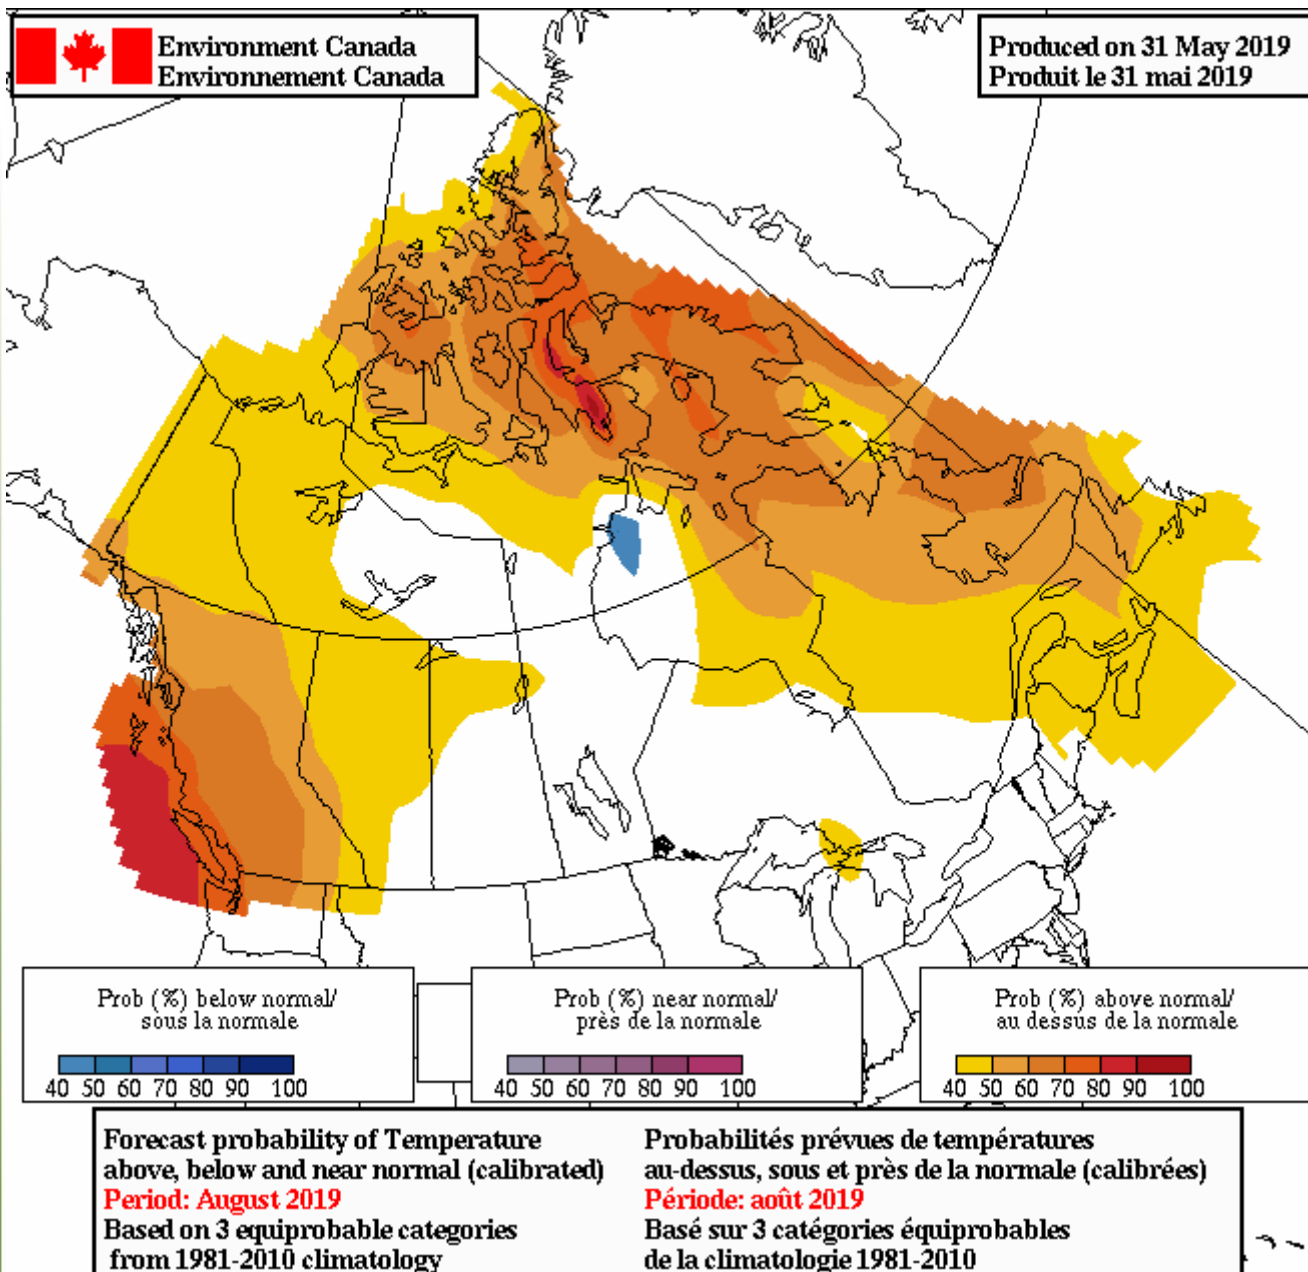 Environment Canada
Environnement Canada
Produced on 31 May 2019
Produit le 31 mai 2019
Prob (%) below normal/
sous la normale
40 50 60 70 80 90 100
Prob (%) near normal/
près de la normale
40 50 60 70 80 90 100
Prob (%) above normal/
au dessus de la normale
40 50 60 70 80 90 100
Forecast probability of Temperature
above, below and near normal (calibrated)
Period: August 2019
Based on 3 equiprobable categories
from 1981-2010 climatology
Probabilités prévues de températures
au-dessus, sous et près de la normale (calibrées)
Période: août 2019
Basé sur 3 catégories équiprobables
de la climatologie 1981-2010